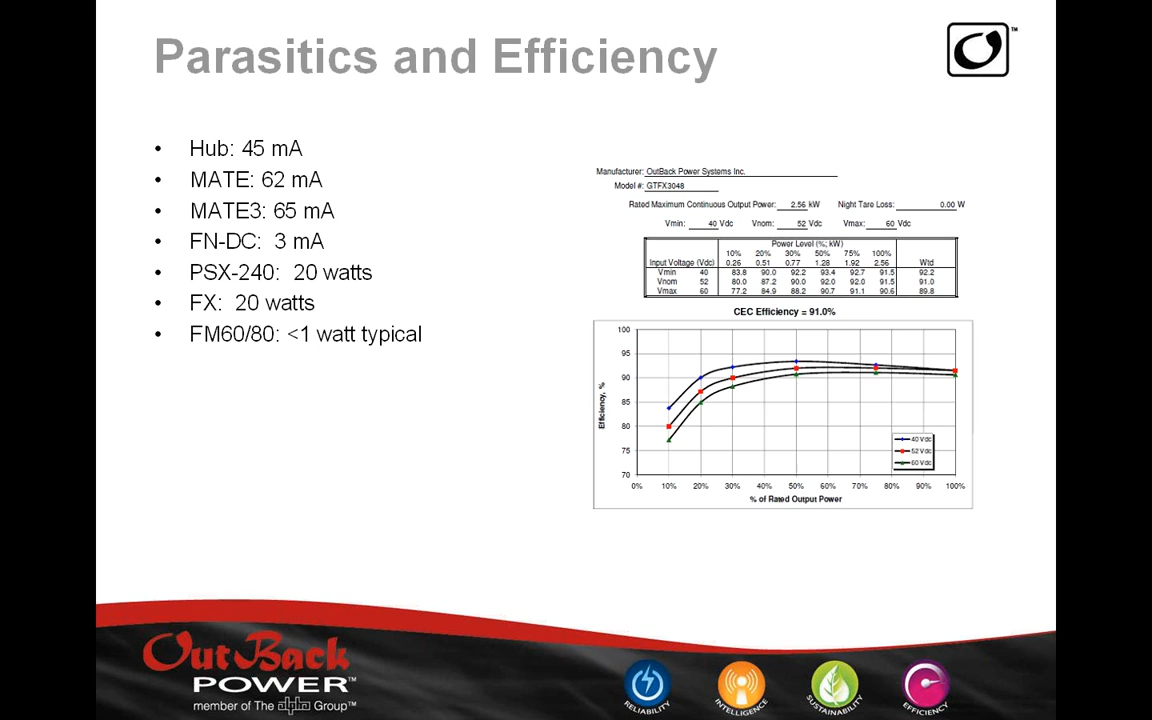 Parasitics and Efficiency
™
• Hub: 45 mA
• MATE: 62 mA
• MATE3: 65 mA
• FN-DC: 3 mA
• PSX-240: 20 watts
• FX: 20 watts
• FM60/80: <1 watt typical
Manufacturer: OutBack Power Systems Inc.
Model #: GTFX3048
Rated Maximum Continuous Output Power: 2.56 kW Night Tare Loss: 0.00 W
Vmin: 40 Vdc Vnom: 52 Vdc Vmax: 60 Vdc
Power Level (%; kW)
10% 20% 30% 50% 75% 100%
Input Voltage (Vdc) 0.26 0.51 0.77 1.28 1.92 2.56 Wtd
Vmin 40 83.8 90.0 92.2 93.4 92.7 91.5 92.2
Vnom 52 80.0 87.2 90.0 92.0 92.0 91.5 91.0
Vmax 60 77.2 84.9 88.2 90.7 91.1 90.6 89.8
CEC Efficiency = 91.0%
100
95
90
85
80
75
70
Efficiency, %
40 Vdc
52 Vdc
60 Vdc
0% 10% 20% 30% 40% 50% 60% 70% 80% 90% 100%
% of Rated Output Power
OutBack
POWER™
member of The alpha Group™
RELIABILITY
INTELLIGENCE
SUSTAINABILITY
EFFICIENCY